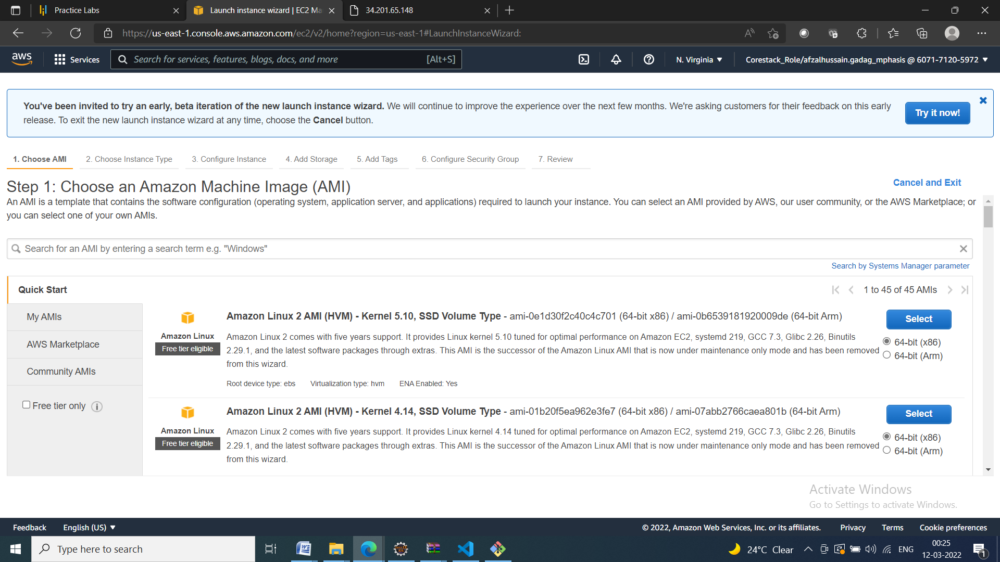 Practice Labs
Launch instance wizard | EC2 Ma
34.201.65.148
https://us-east-1.console.aws.amazon.com/ec2/v2/home?region=us-east-1#LaunchInstanceWizard:
aws
Services
Search for services, features, blogs, docs, and more
[Alt+S]
N. Virginia
Corestack_Role/afzalhussain.gadag_mphasis @ 6071-7120-5972
You've been invited to try an early, beta iteration of the new launch instance wizard. We will continue to improve the experience over the next few months. We're asking customers for their feedback on this early
release. To exit the new launch instance wizard at any time, choose the Cancel button.
Try it now!
1. Choose AMI
2. Choose Instance Type
3. Configure Instance
4. Add Storage
5. Add Tags
6. Configure Security Group
7. Review
Step 1: Choose an Amazon Machine Image (AMI)
Cancel and Exit
An AMI is a template that contains the software configuration (operating system, application server, and applications) required to launch your instance. You can select an AMI provided by AWS, our user community, or the AWS Marketplace; or
you can select one of your own AMIs.
Search for an AMI by entering a search term e.g. "Windows"
Search by Systems Manager parameter
Quick Start
1 to 45 of 45 AMIs
My AMIs
AWS Marketplace
Community AMIs
Free tier only
Amazon Linux
Free tier eligible
Amazon Linux 2 AMI (HVM) - Kernel 5.10, SSD Volume Type - ami-0e1d30f2c40c4c701 (64-bit x86) / ami-0b6539181920009de (64-bit Arm)
Amazon Linux 2 comes with five years support. It provides Linux kernel 5.10 tuned for optimal performance on Amazon EC2, systemd 219, GCC 7.3, Glibc 2.26, Binutils
2.29.1, and the latest software packages through extras. This AMI is the successor of the Amazon Linux AMI that is now under maintenance only mode and has been removed
from this wizard.
Root device type: ebs
Virtualization type: hvm
ENA Enabled: Yes
Select
64-bit (x86)
64-bit (Arm)
Amazon Linux
Free tier eligible
Amazon Linux 2 AMI (HVM) - Kernel 4.14, SSD Volume Type - ami-01b20f5ea962e3fe7 (64-bit x86) / ami-07abb2766caea801b (64-bit Arm)
Amazon Linux 2 comes with five years support. It provides Linux kernel 4.14 tuned for optimal performance on Amazon EC2, systemd 219, GCC 7.3, Glibc 2.26, Binutils
2.29.1, and the latest software packages through extras. This AMI is the successor of the Amazon Linux AMI that is now under maintenance only mode and has been removed
from this wizard.
Select
64-bit (x86)
64-bit (Arm)
Activate Windows
Go to Settings to activate Windows.
Feedback
English (US)
© 2022, Amazon Web Services, Inc. or its affiliates.
Privacy
Terms
Cookie preferences
Type here to search
24°C Clear
ENG
00:25
12-03-2022
1